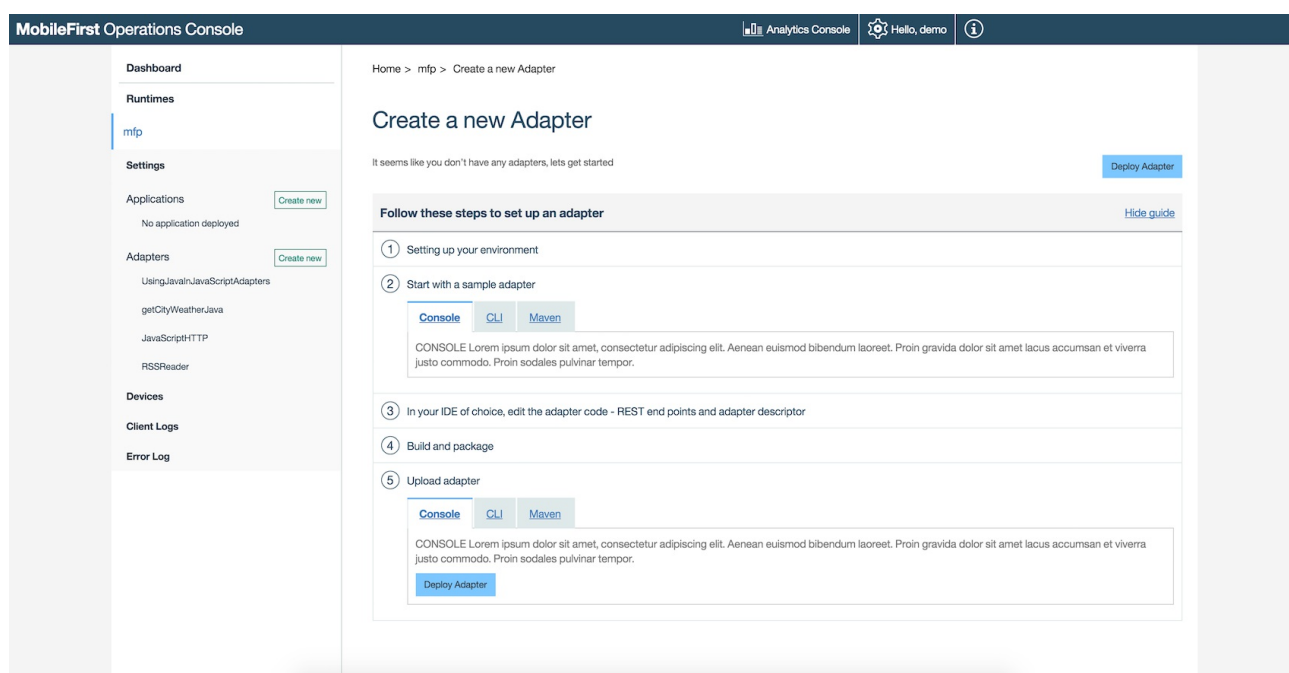 MobileFirst Operations Console
Analytics Console
Hello, demo
Dashboard
Runtimes
mfp
Settings
Applications
Create new
No application deployed
Adapters
Create new
UsingJavaInJavaScriptAdapters
getCityWeatherJava
JavaScriptHTTP
RSSReader
Devices
Client Logs
Error Log
Home > mfp > Create a new Adapter
Create a new Adapter
It seems like you don't have any adapters, lets get started
Deploy Adapter
Follow these steps to set up an adapter
Hide guide
1 Setting up your environment
2 Start with a sample adapter
Console CLI Maven
CONSOLE Lorem ipsum dolor sit amet, consectetur adipiscing elit. Aenean euismod bibendum laoreet. Proin gravida dolor sit amet lacus accumsan et viverra
justo commodo. Proin sodales pulvinar tempor.
3 In your IDE of choice, edit the adapter code - REST end points and adapter descriptor
4 Build and package
5 Upload adapter
Console CLI Maven
CONSOLE Lorem ipsum dolor sit amet, consectetur adipiscing elit. Aenean euismod bibendum laoreet. Proin gravida dolor sit amet lacus accumsan et viverra
justo commodo. Proin sodales pulvinar tempor.
Deploy Adapter